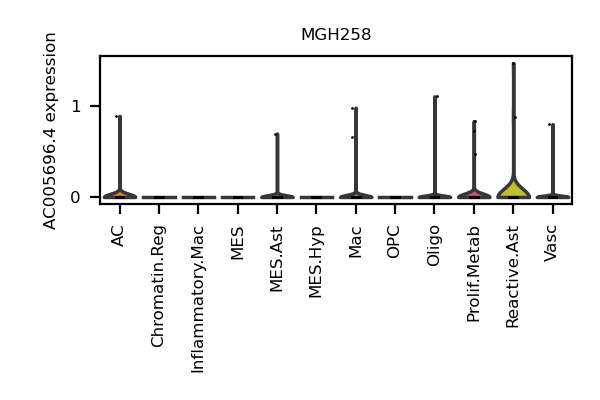 MGH258
AC005696.4 expression
1
0
AC
Chromatin.Reg
Inflammatory.Mac
MES
MES.Ast
MES.Hyp
Mac
OPC
Oligo
Prolif.Metab
Reactive.Ast
Vasc